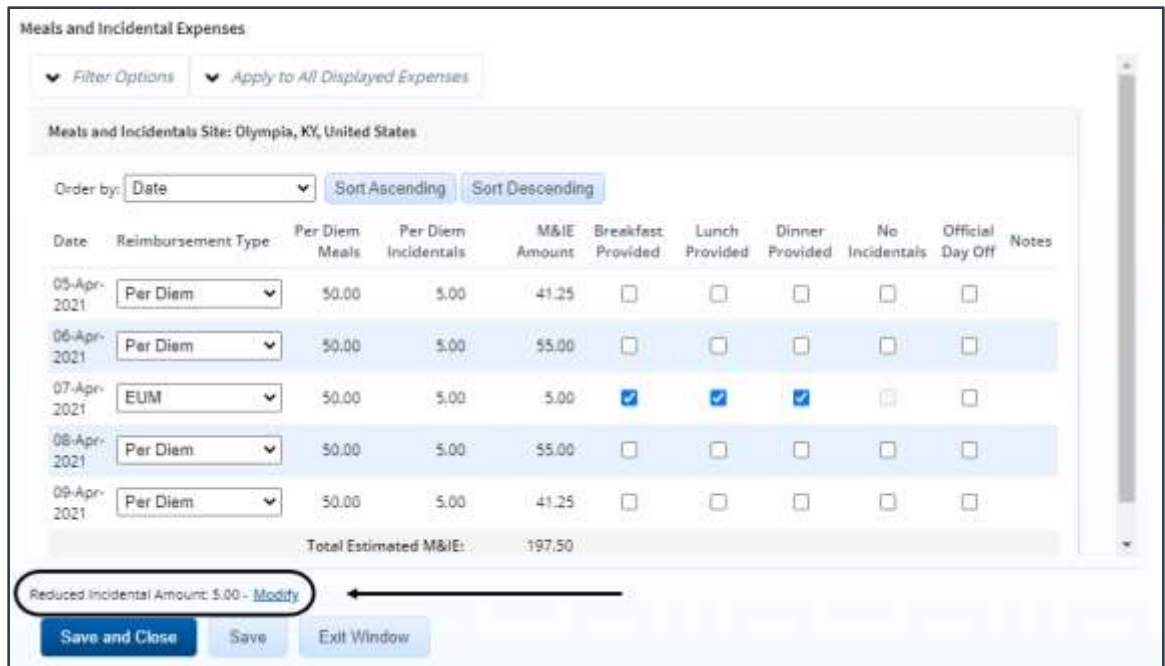 Meals and Incidental Expenses
Filter Options Apply to All Displayed Expenses
Meals and Incidentals Site: Olympia, KY, United States
Order by: Date Sort Ascending Sort Descending
Date Reimbursement Type Per Diem Meals Per Diem Incidentals M&IE Amount Breakfast Provided Lunch Provided Dinner Provided No Incidentals Official Day Off Notes
05-Apr-2021 Per Diem 50.00 5.00 41.25
06-Apr-2021 Per Diem 50.00 5.00 55.00
07-Apr-2021 EUM 50.00 5.00 5.00
08-Apr-2021 Per Diem 50.00 5.00 55.00
09-Apr-2021 Per Diem 50.00 5.00 41.25
Total Estimated M&IE: 197.50
Reduced Incidental Amount: 5.00 - Modify
Save and Close Save Exit Window